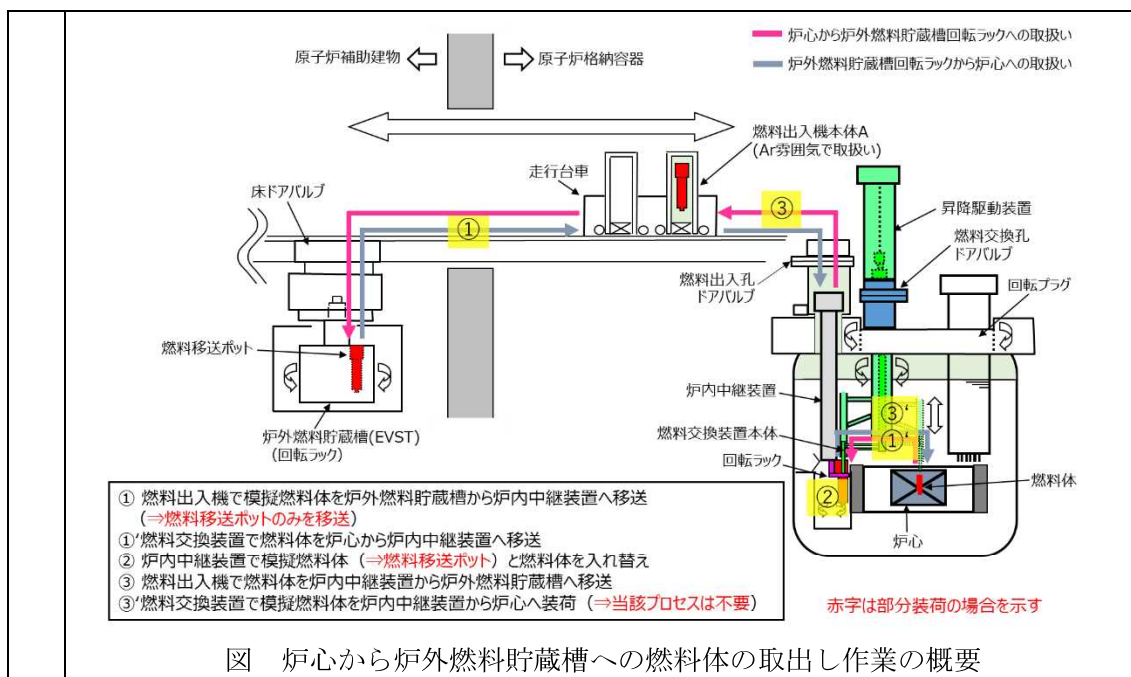 炉心から炉外燃料貯蔵槽回転ラックへの取扱い
炉外燃料貯蔵槽回転ラックから炉心への取扱い
原子炉補助建物
原子炉格納容器
燃料出入機本体A
(Ar雰囲気で取扱い)
走行台車
床ドアバルブ
①
③
昇降駆動装置
燃料交換孔
ドアバルブ
燃料出入孔
ドアバルブ
回転プラグ
燃料移送ポット
炉内中継装置
炉外燃料貯蔵槽(EVST)
(回転ラック)
③‘
①‘
燃料交換装置本体
回転ラック
②
燃料体
炉心
① 燃料出入機で模擬燃料体を炉外燃料貯蔵槽から炉内中継装置へ移送
(⇒燃料移送ポットのみを移送)
①‘燃料交換装置で燃料体を炉心から炉内中継装置へ移送
② 炉内中継装置で模擬燃料体(⇒燃料移送ポット)と燃料体を入れ替え
③ 燃料出入機で燃料体を炉内中継装置から炉外燃料貯蔵槽へ移送
③‘燃料交換装置で模擬燃料体を炉内中継装置から炉心へ装荷(⇒当該プロセスは不要)
赤字は部分装荷の場合を示す
図 炉心から炉外燃料貯蔵槽への燃料体の取出し作業の概要